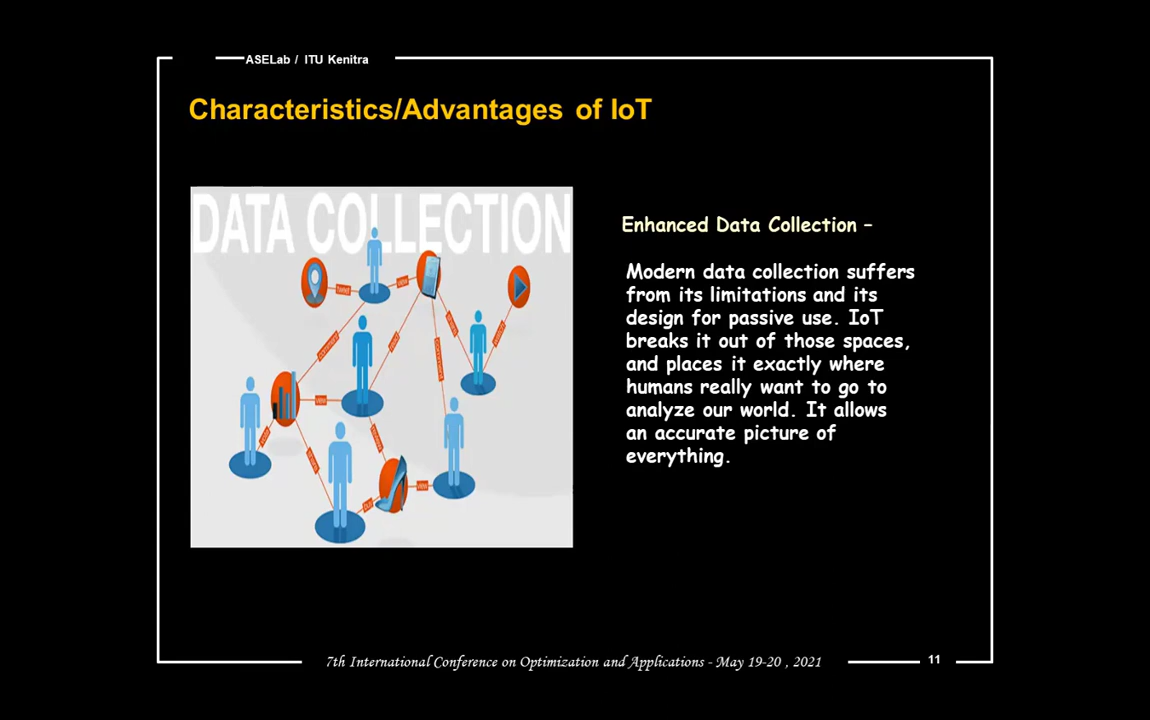 ASELab / ITU Kenitra
Characteristics/Advantages of IoT
DATA COLLECTION
Enhanced Data Collection –
Modern data collection suffers
from its limitations and its
design for passive use. IoT
breaks it out of those spaces,
and places it exactly where
humans really want to go to
analyze our world. It allows
an accurate picture of
everything.
view
view
7th International Conference on Optimization and Applications - May 19-20 , 2021
11